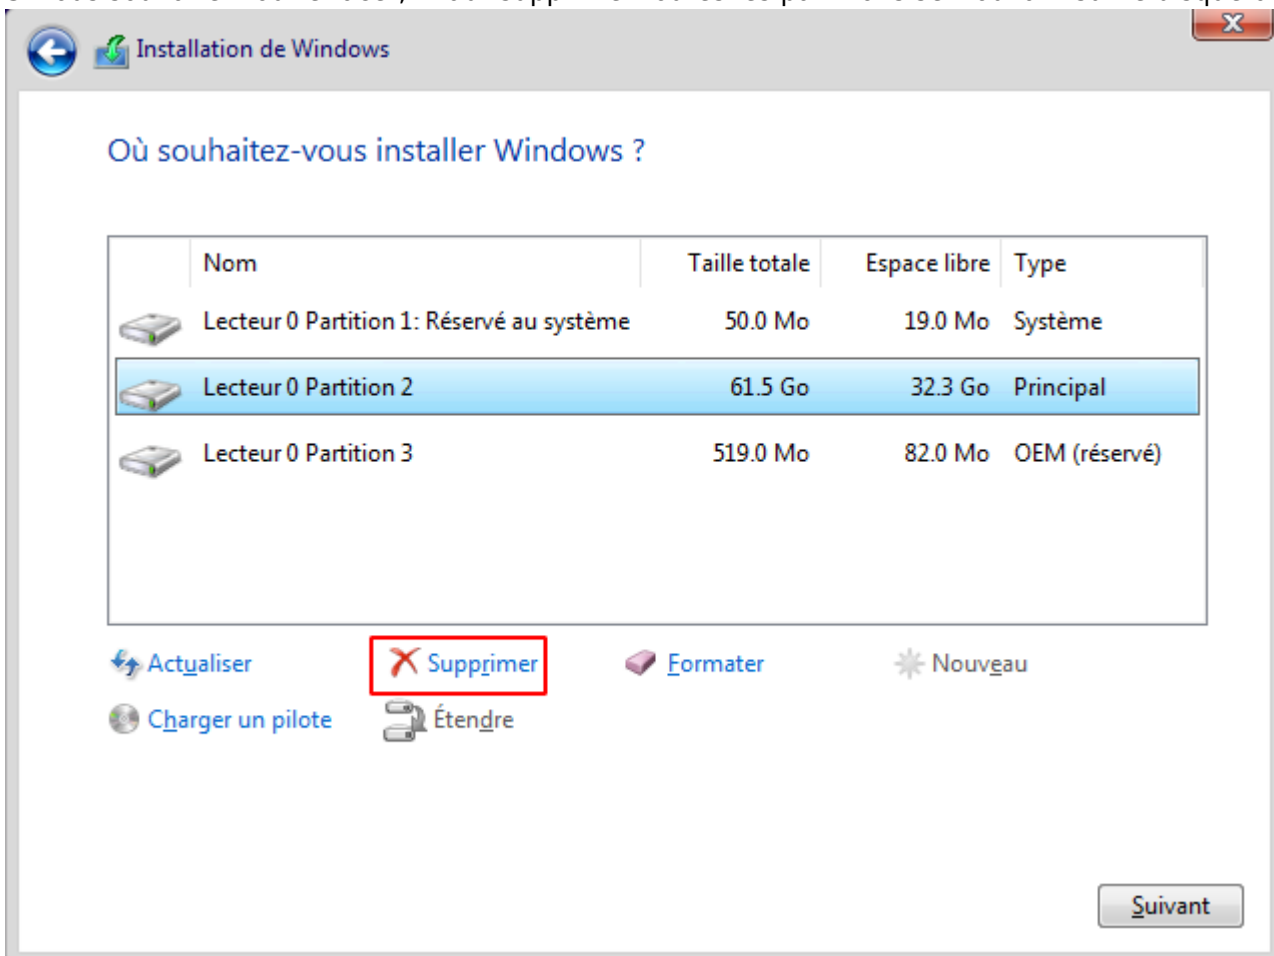 Installation de Windows
Où souhaitez-vous installer Windows ?
Nom Taille totale Espace libre Type
Lecteur 0 Partition 1: Réservé au système 50.0 Mo 19.0 Mo Système
Lecteur 0 Partition 2 61.5 Go 32.3 Go Principal
Lecteur 0 Partition 3 519.0 Mo 82.0 Mo OEM (réservé)
Actualiser Supprimer Formater Nouveau
Charger un pilote Étendre
Suivant